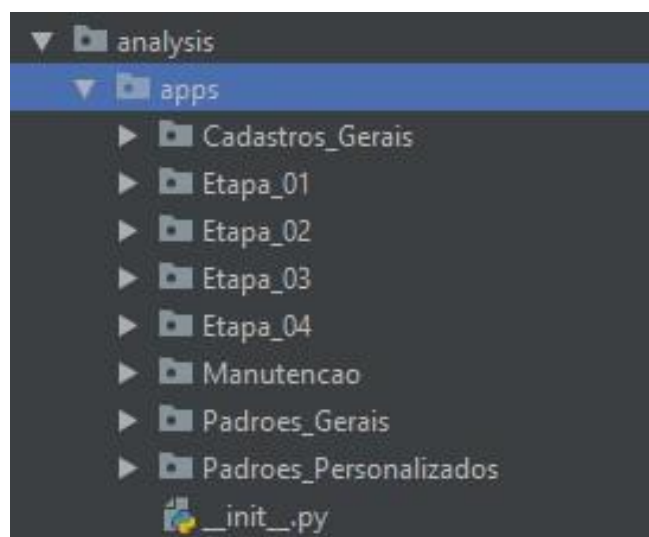 analysis
apps
Cadastros_Gerais
Etapa_01
Etapa_02
Etapa_03
Etapa_04
Manutencao
Padroes_Gerais
Padroes_Personalizados
__init__.py